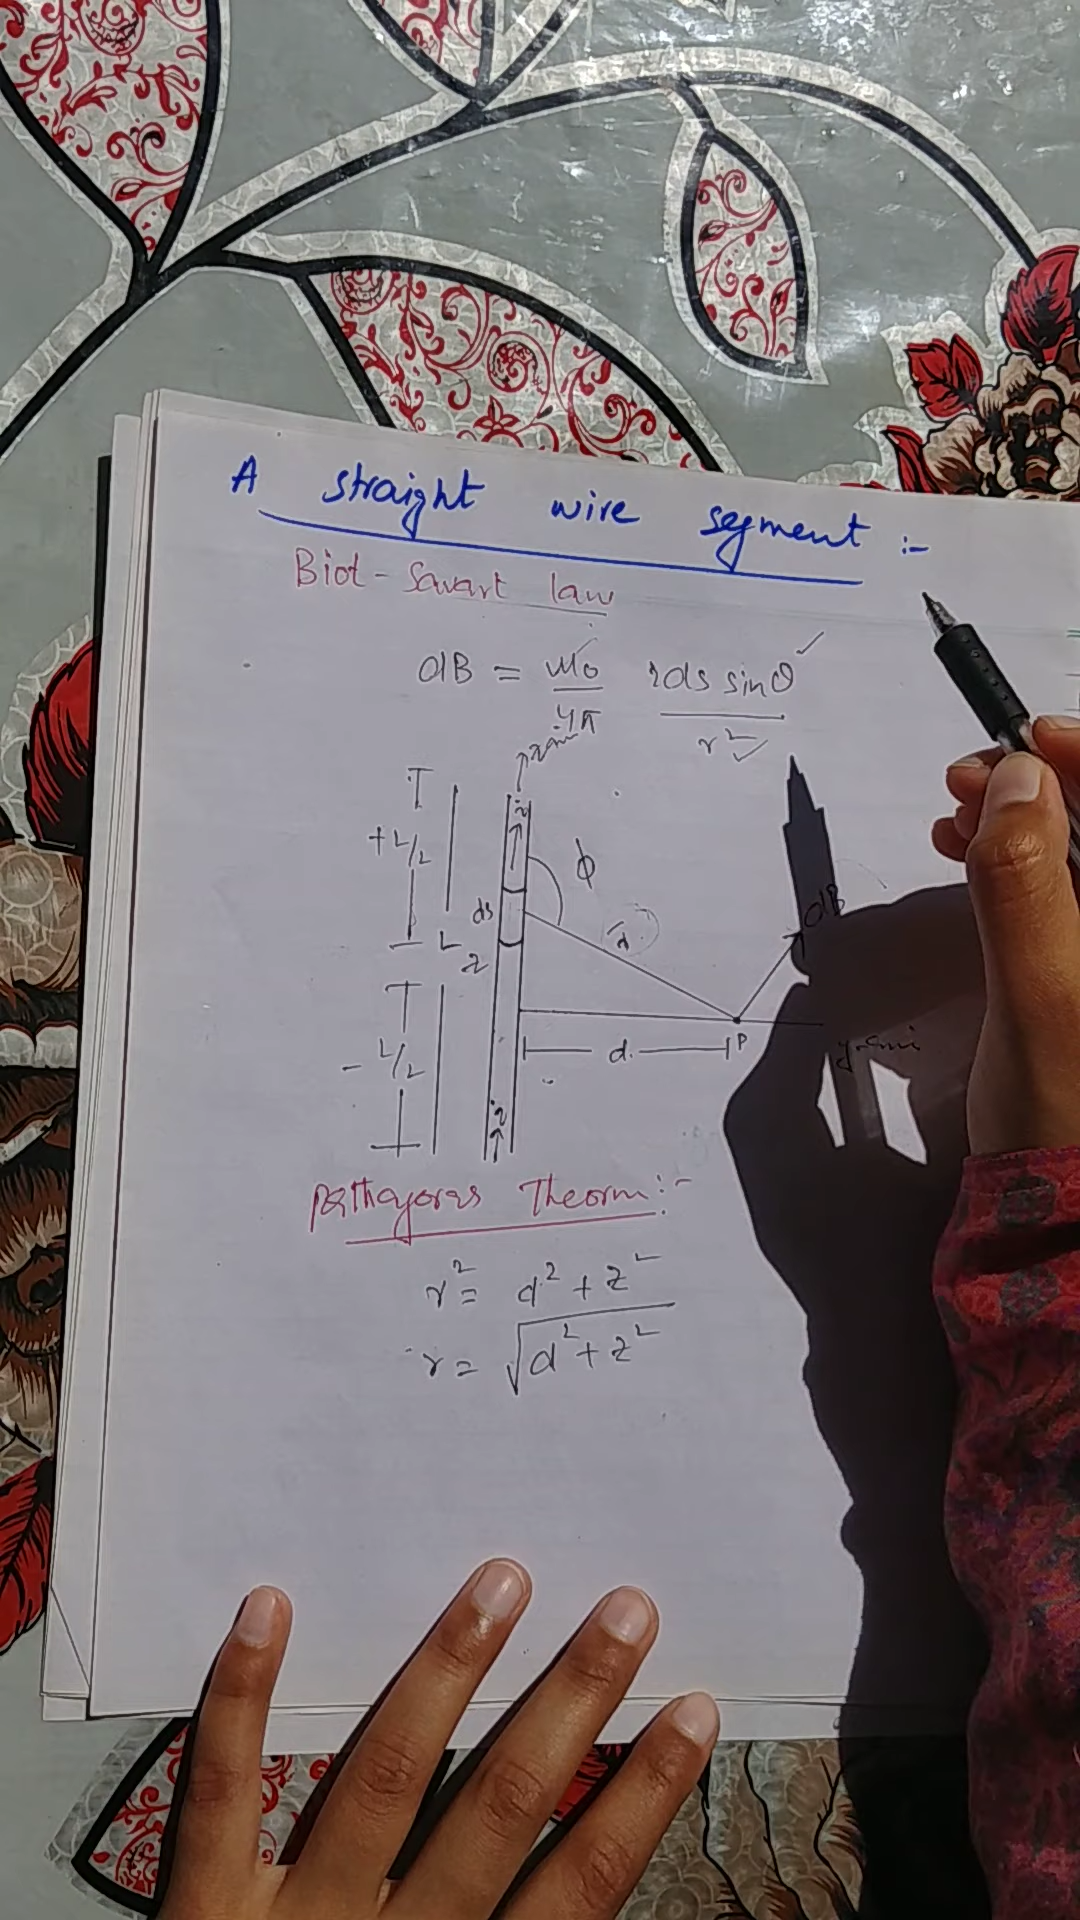 A straight wire segment :-
Biot - Savart law
dB = μ0/4π ids sinθ/r²
i
+ L/2
ϕ
ds
r
dB
L
z
P
d
- L/2
i
Pathagoras Theorm :-
r² = d² + z²
r = √d² + z²